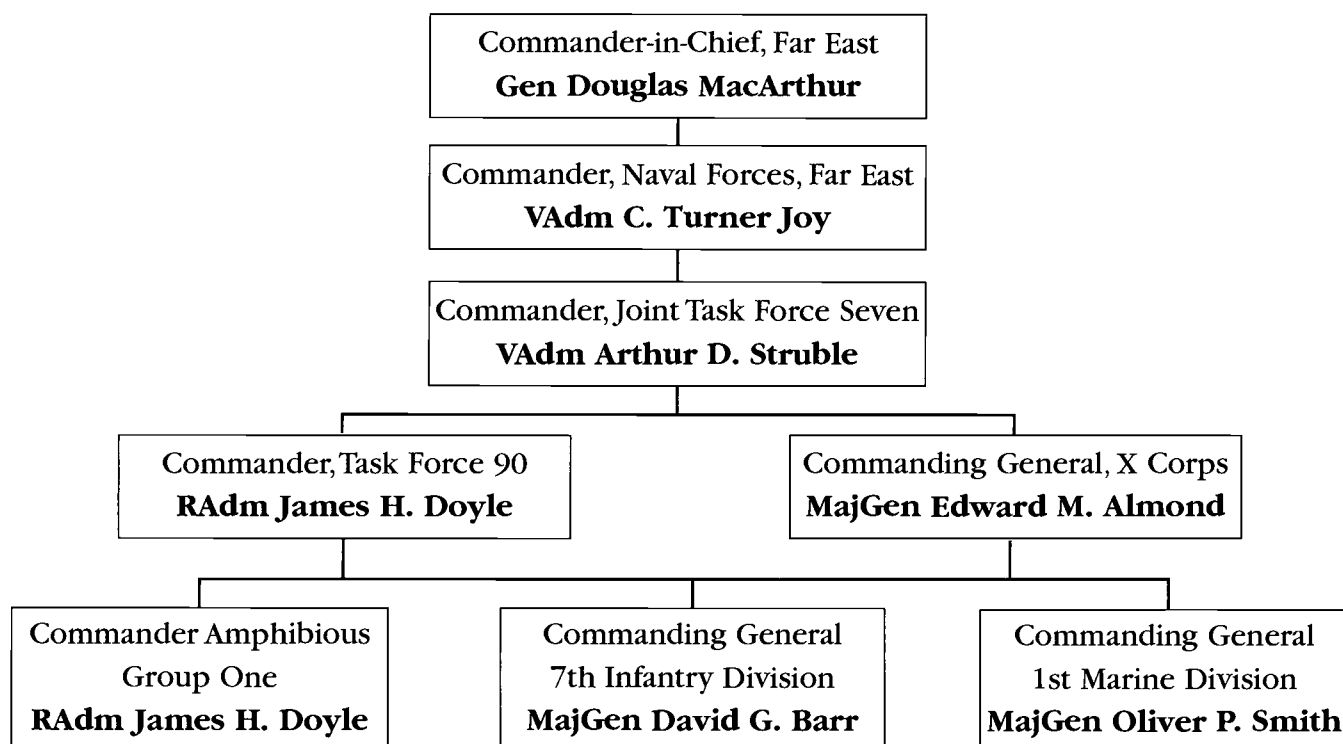 Commander-in-Chief, Far East
Gen Douglas MacArthur
Commander, Naval Forces, Far East
VAdm C. Turner Joy
Commander, Joint Task Force Seven
VAdm Arthur D. Struble
Commander, Task Force 90
RAdm James H. Doyle
Commanding General, X Corps
MajGen Edward M. Almond
Commander Amphibious
Group One
RAdm James H. Doyle
Commanding General
7th Infantry Division
MajGen David G. Barr
Commanding General
1st Marine Division
MajGen Oliver P. Smith